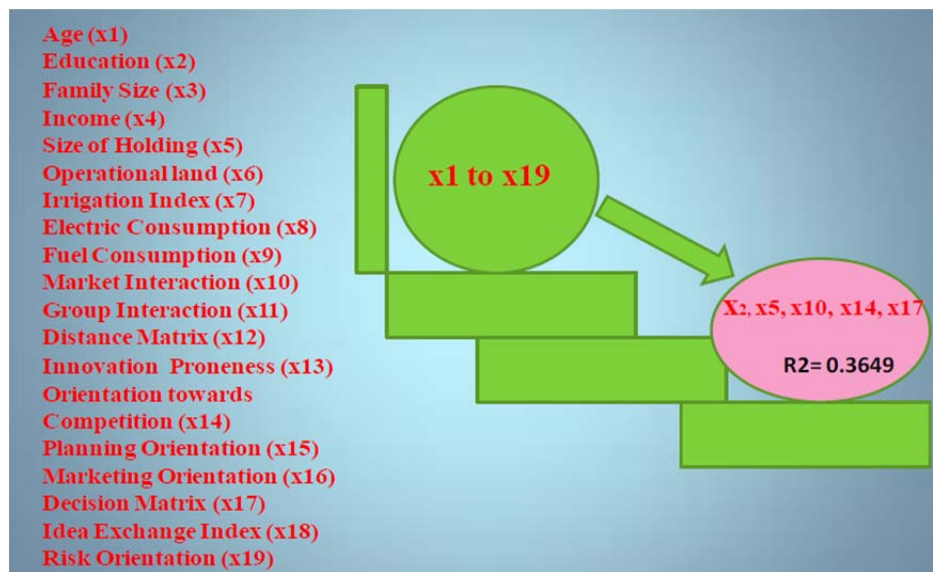 Age (x1)
Education (x2)
Family Size (x3)
Income (x4)
Size of Holding (x5)
Operational land (x6)
Irrigation Index (x7)
Electric Consumption (x8)
Fuel Consumption (x9)
Market Interaction (x10)
Group Interaction (x11)
Distance Matrix (x12)
Innovation Proneness (x13)
Orientation towards
Competition (x14)
Planning Orientation (x15)
Marketing Orientation (x16)
Decision Matrix (x17)
Idea Exchange Index (x18)
Risk Orientation (x19)
x1 to x19
X2, x5, x10, x14, x17
R2= 0.3649